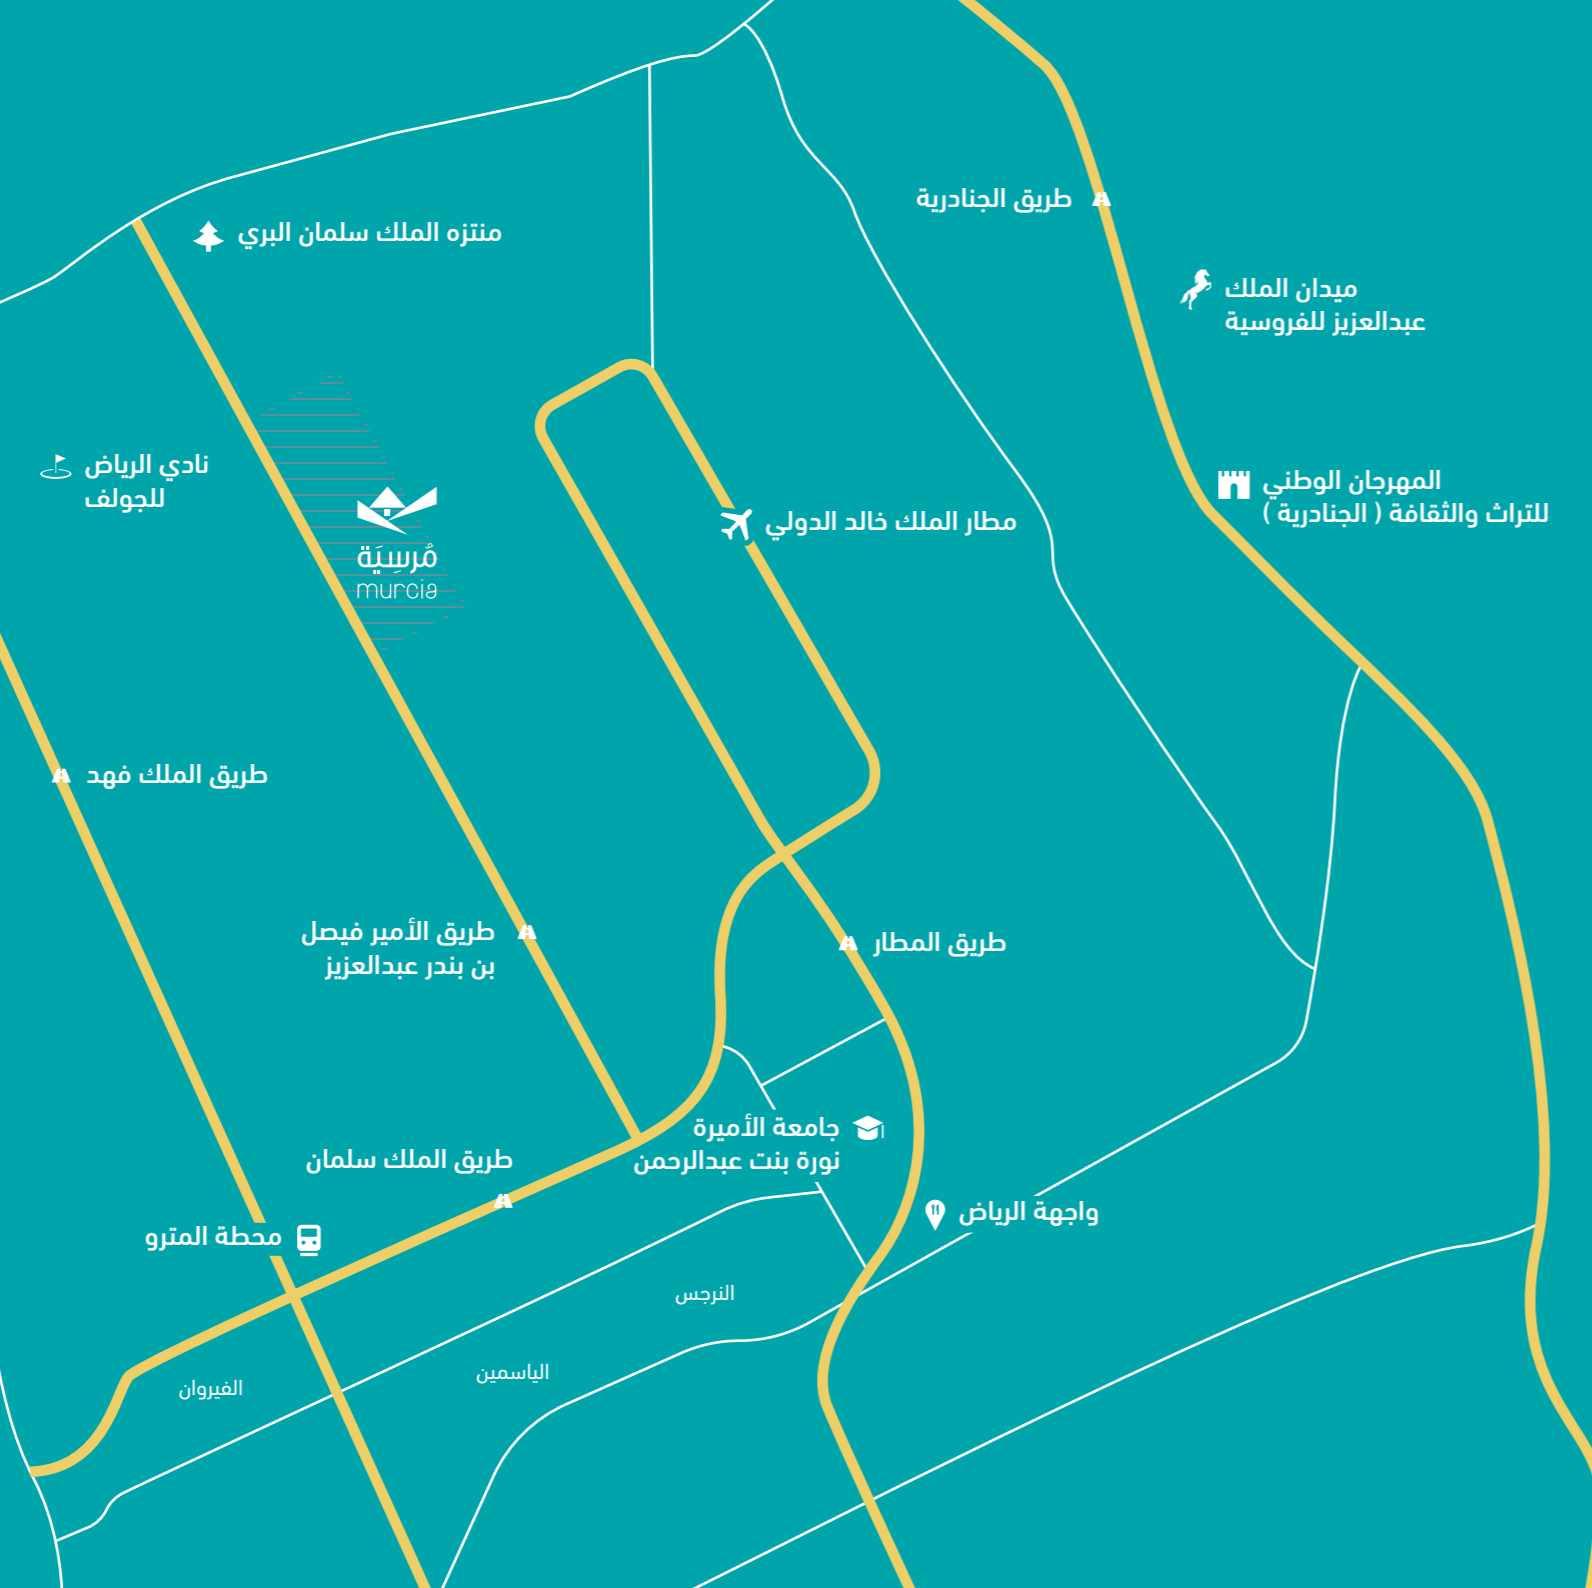 طريق الجنادرية
منتزه الملك سلمان البري
ميدان الملك
عبدالعزيز للفروسية
نادي الرياض
للجولف
المهرجان الوطني
للتراث والثقافة ( الجنادرية )
مطار الملك خالد الدولي
مُرسِيَة
murcia
طريق الملك فهد
طريق الأمير فيصل
بن بندر عبدالعزيز
طريق المطار
جامعة الأميرة
نورة بنت عبدالرحمن
طريق الملك سلمان
واجهة الرياض
محطة المترو
النرجس
الياسمين
الفيروان